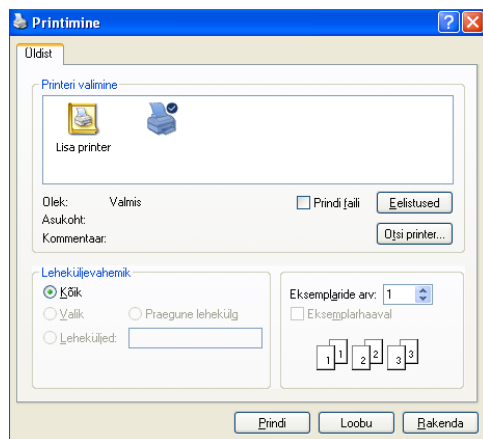 Printimine
Üldist
Printeri valimine
Lisa printer
Olek: Valmis
Asukoht:
Kommentaar:
Prindi faili
Eelistused
Otsi printer...
Leheküljevahemik
Kõik
Valik
Praegune lehekülg
Leheküljed:
Eksemplaride arv: 1
Eksemplarhaaval
1 1 2 2 3 3
Prindi
Loobu
Rakenda